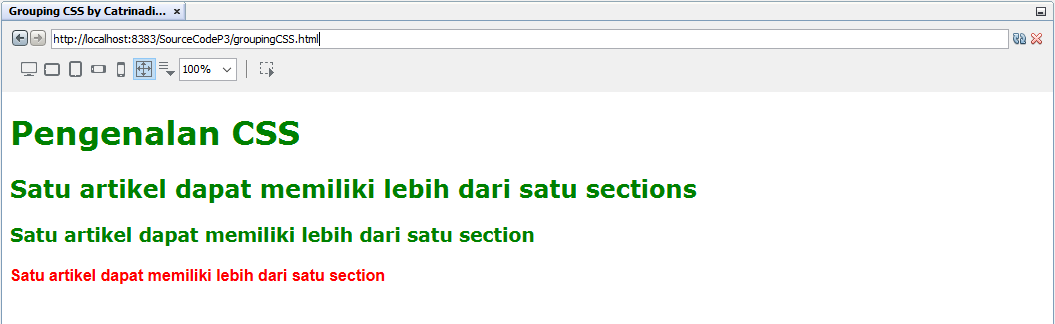 Grouping CSS by Catrinadi... ×
http://localhost:8383/SourceCodeP3/groupingCSS.html
100%
Pengenalan CSS
Satu artikel dapat memiliki lebih dari satu sections
Satu artikel dapat memiliki lebih dari satu section
Satu artikel dapat memiliki lebih dari satu section